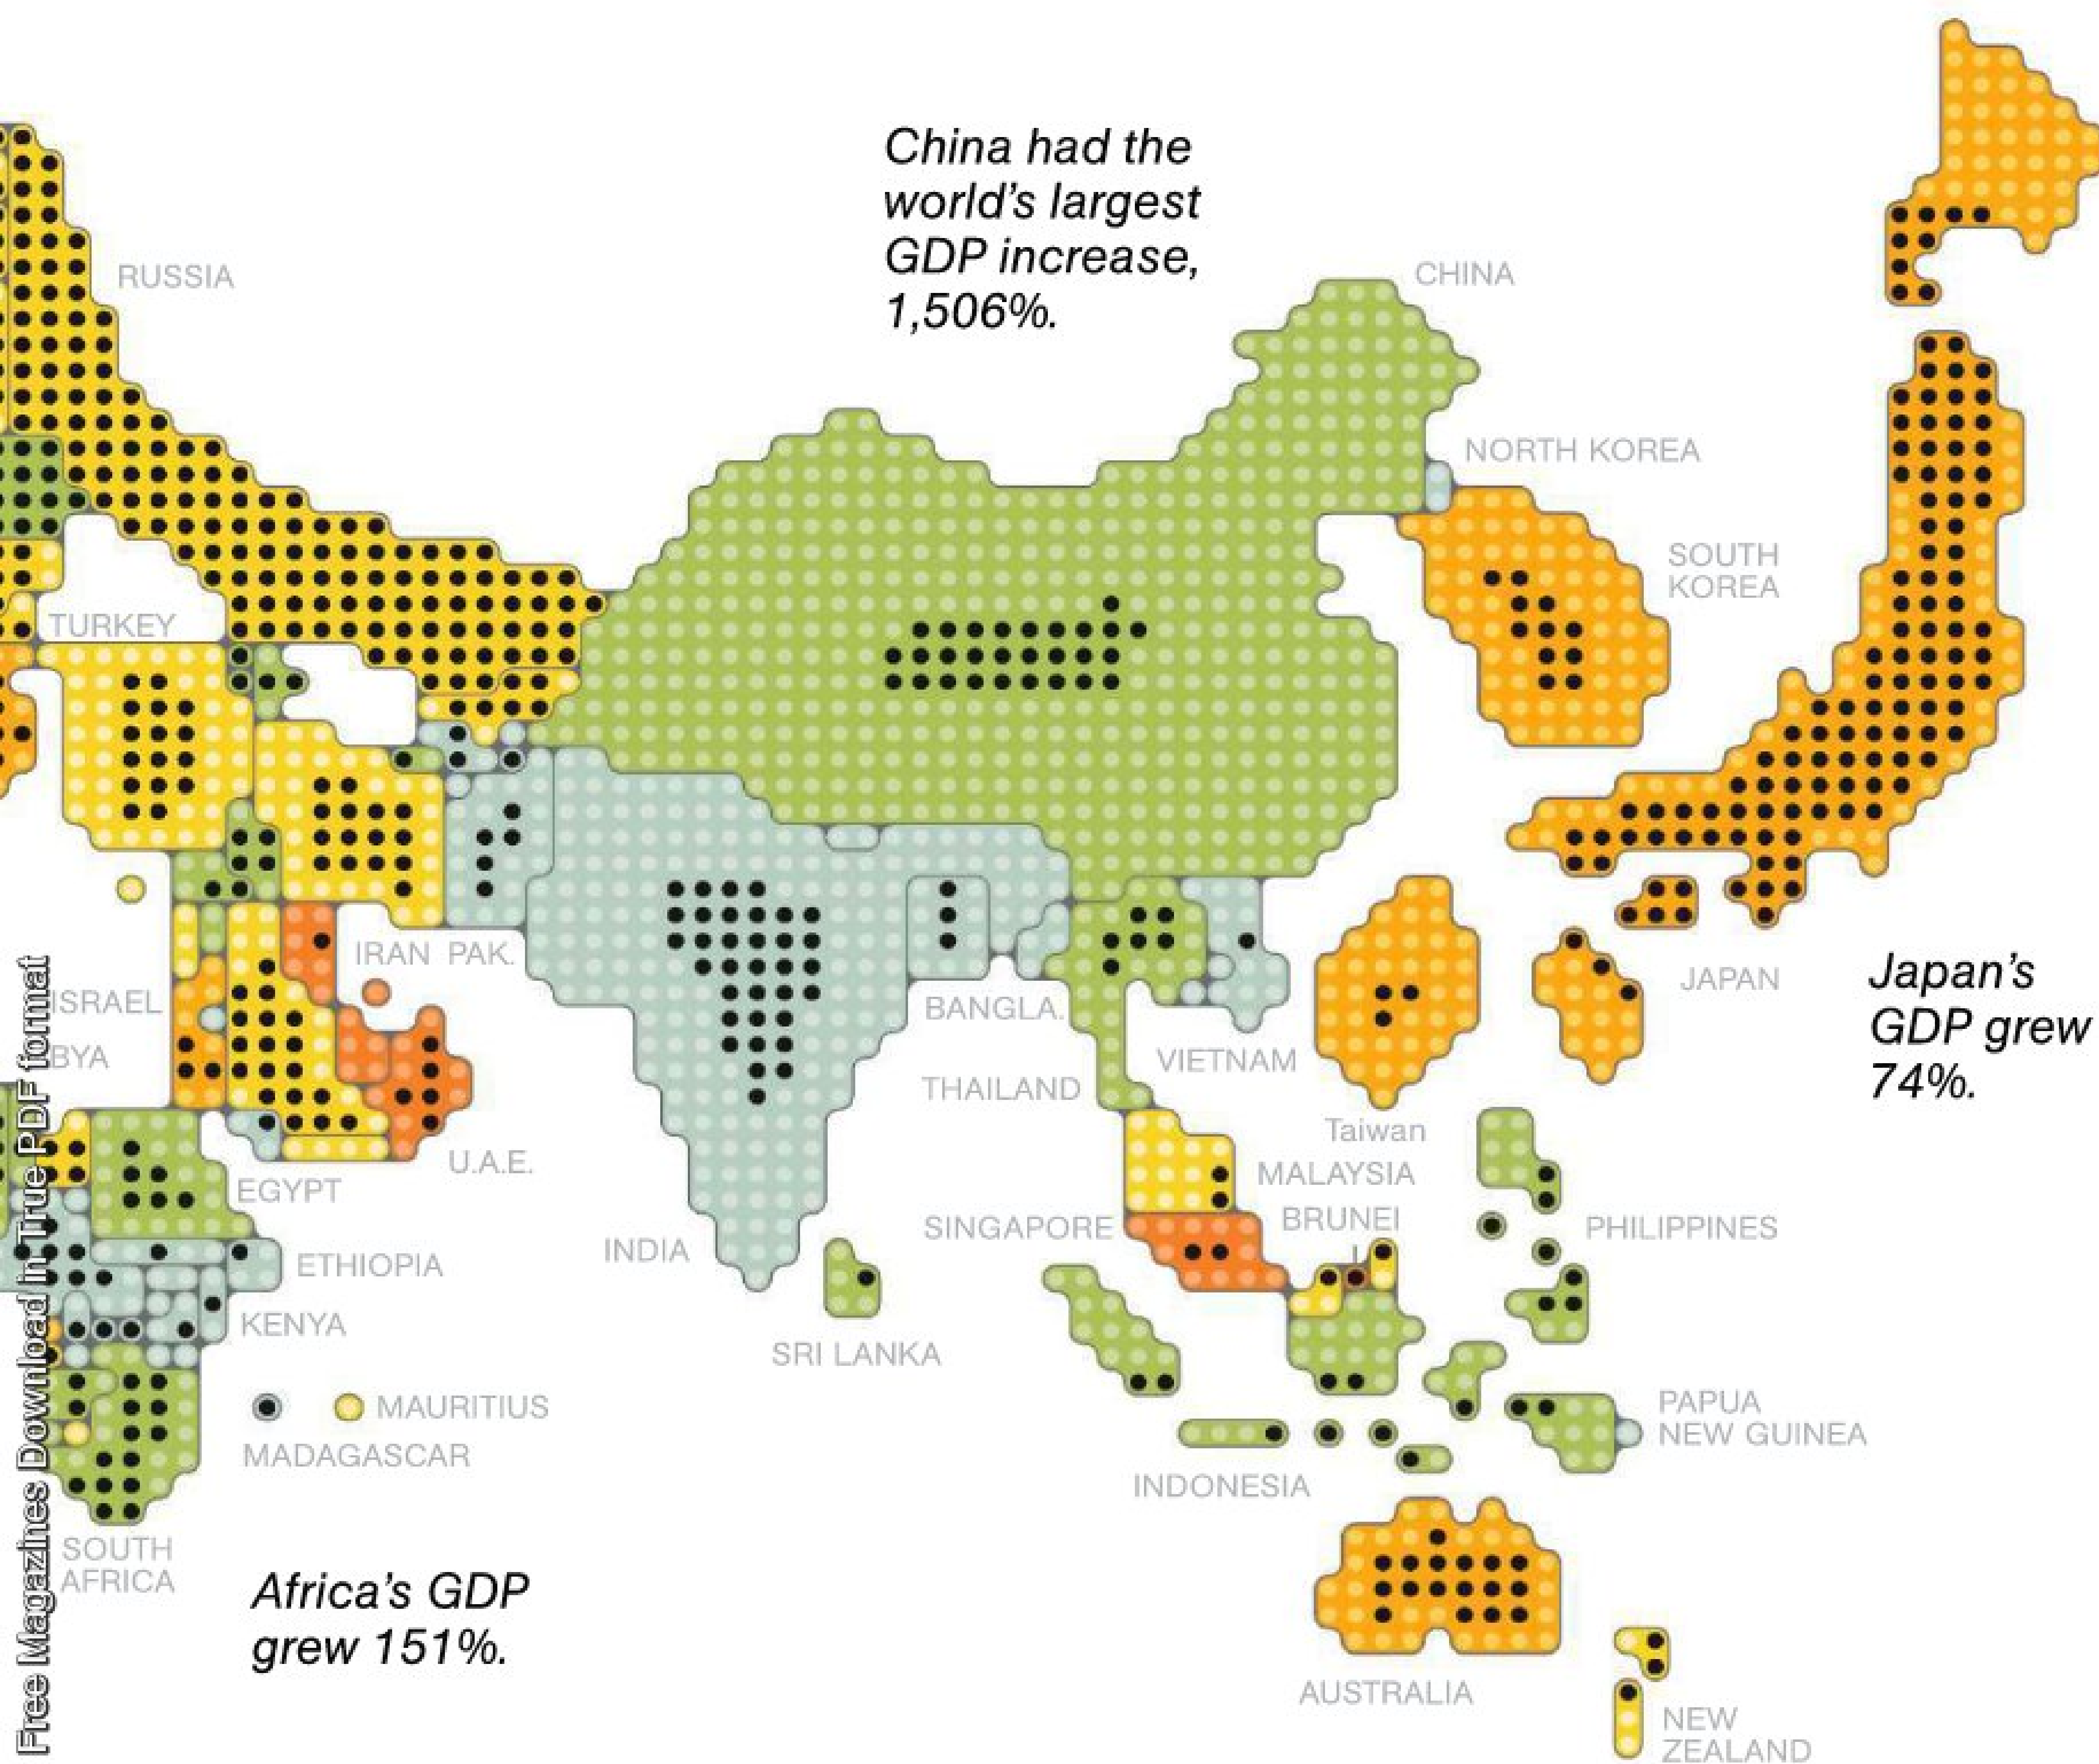 China had the
world's largest
GDP increase,
1,506%.
RUSSIA
CHINA
NORTH KOREA
SOUTH
KOREA
TURKEY
IRAN
PAK.
ISRAEL
BYA
U.A.E.
EGYPT
ETHIOPIA
KENYA
MAURITIUS
MADAGASCAR
SOUTH
AFRICA
Africa's GDP
grew 151%.
INDIA
SRI LANKA
BANGLA.
THAILAND
VIETNAM
Taiwan
MALAYSIA
BRUNEI
SINGAPORE
PHILIPPINES
JAPAN
Japan's
GDP grew
74%.
PAPUA
NEW GUINEA
INDONESIA
AUSTRALIA
NEW
ZEALAND
Free Magazines Download in True PDF format